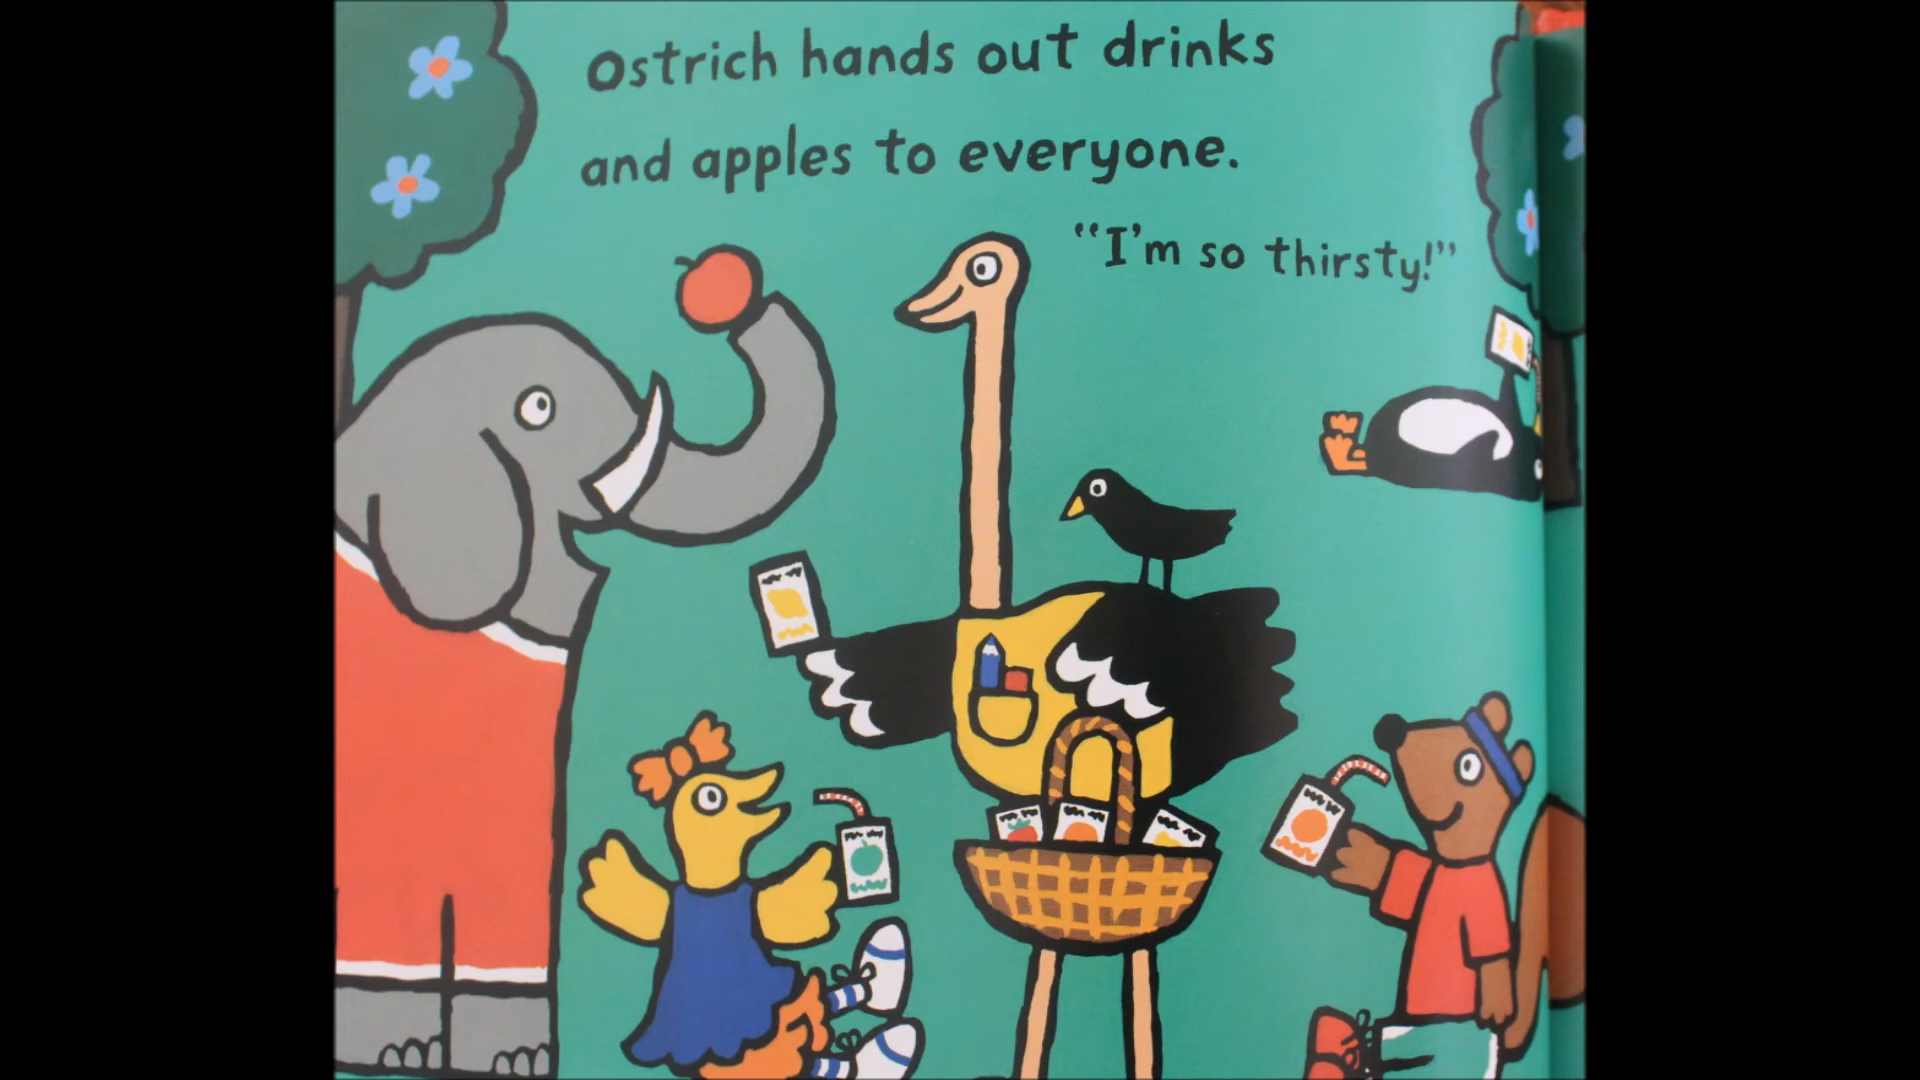 Ostrich hands out drinks
and apples to everyone.
“I'm so thirsty!”